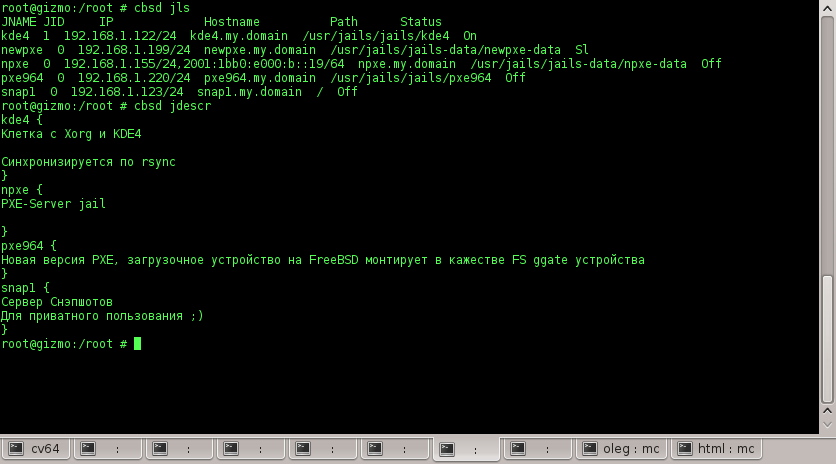 root@gizmo:/root # cbsd jls
JNAME JID IP Hostname Path Status
kde4 1 192.168.1.122/24 kde4.my.domain /usr/jails/jails/kde4 On
newpxe 0 192.168.1.199/24 newpxe.my.domain /usr/jails/jails-data/newpxe-data Sl
npxe 0 192.168.1.155/24,2001:1bb0:e000:b::19/64 npxe.my.domain /usr/jails/jails-data/npxe-data Off
pxe964 0 192.168.1.220/24 pxe964.my.domain /usr/jails/jails/pxe964 Off
snap1 0 192.168.1.123/24 snap1.my.domain / Off
root@gizmo:/root # cbsd jdescr
kde4 {
Клетка с Xorg и KDE4
Синхронизируется по rsync
}
npxe {
PXE-Server jail
}
pxe964 {
Новая версия PXE, загрузочное устройство на FreeBSD монтирует в кажестве FS ggate устройства
}
snap1 {
Сервер Снэпшотов
Для приватного пользования ;)
}
root@gizmo:/root #
cv64 : : : : : : : oleg : mc html : mc